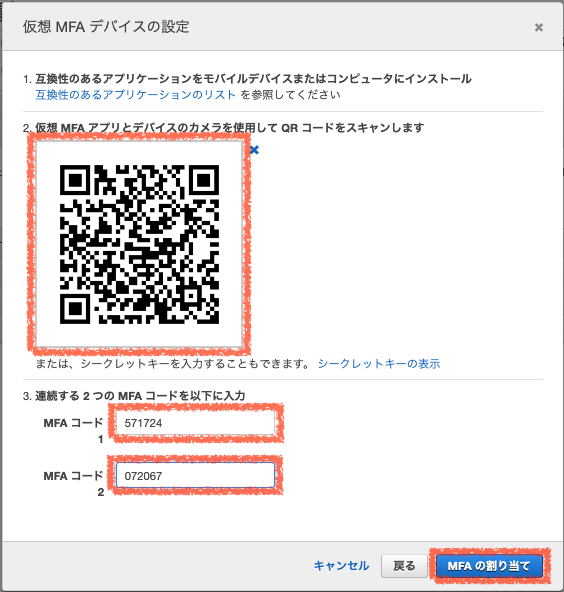 仮想 MFA デバイスの設定
×
1. 互換性のあるアプリケーションをモバイルデバイスまたはコンピュータにインストール
互換性のあるアプリケーションのリスト を参照してください
2. 仮想 MFA アプリとデバイスのカメラを使用して QR コードをスキャンします
または、シークレットキーを入力することもできます。 シークレットキーの表示
3. 連続する 2 つの MFA コードを以下に入力
MFA コード 571724
1
MFA コード 072067
2
キャンセル 戻る MFA の割り当て